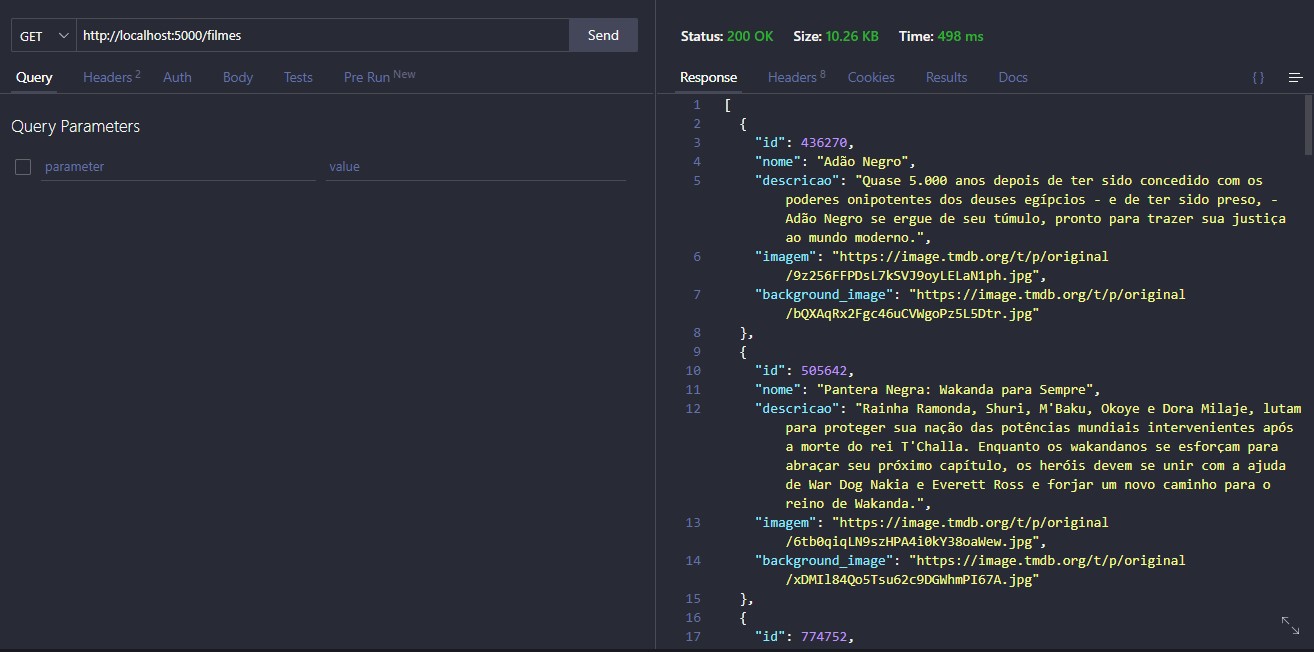 GET http://localhost:5000/filmes Send
Query Headers 2 Auth Body Tests Pre Run New
Query Parameters
parameter value
Status: 200 OK Size: 10.26 KB Time: 498 ms
Response Headers 8 Cookies Results Docs { }
1 [
2 {
3 "id": 436270,
4 "nome": "Adão Negro",
5 "descricao": "Quase 5.000 anos depois de ter sido concedido com os
poderes onipotentes dos deuses egípcios - e de ter sido preso, -
Adão Negro se ergue de seu túmulo, pronto para trazer sua justiça
ao mundo moderno.",
6 "imagem": "https://image.tmdb.org/t/p/original
/9z256FFPDsL7kSVJ9oyLELaN1ph.jpg",
7 "background_image": "https://image.tmdb.org/t/p/original
/bQXAqRx2Fgc46uCVWgoPz5L5Dtr.jpg"
8 },
9 {
10 "id": 505642,
11 "nome": "Pantera Negra: Wakanda para Sempre",
12 "descricao": "Rainha Ramonda, Shuri, M'Baku, Okoye e Dora Milaje, lutam
para proteger sua nação das potências mundiais intervenientes após
a morte do rei T'Challa. Enquanto os wakandanos se esforçam para
abraçar seu próximo capítulo, os heróis devem se unir com a ajuda
de War Dog Nakia e Everett Ross e forjar um novo caminho para o
reino de Wakanda.",
13 "imagem": "https://image.tmdb.org/t/p/original
/6tb0qiqLN9szHPA4i0kY38oaWew.jpg",
14 "background_image": "https://image.tmdb.org/t/p/original
/xDMIl84Qo5Tsu62c9DGWhmPI67A.jpg"
15 },
16 {
17 "id": 774752,